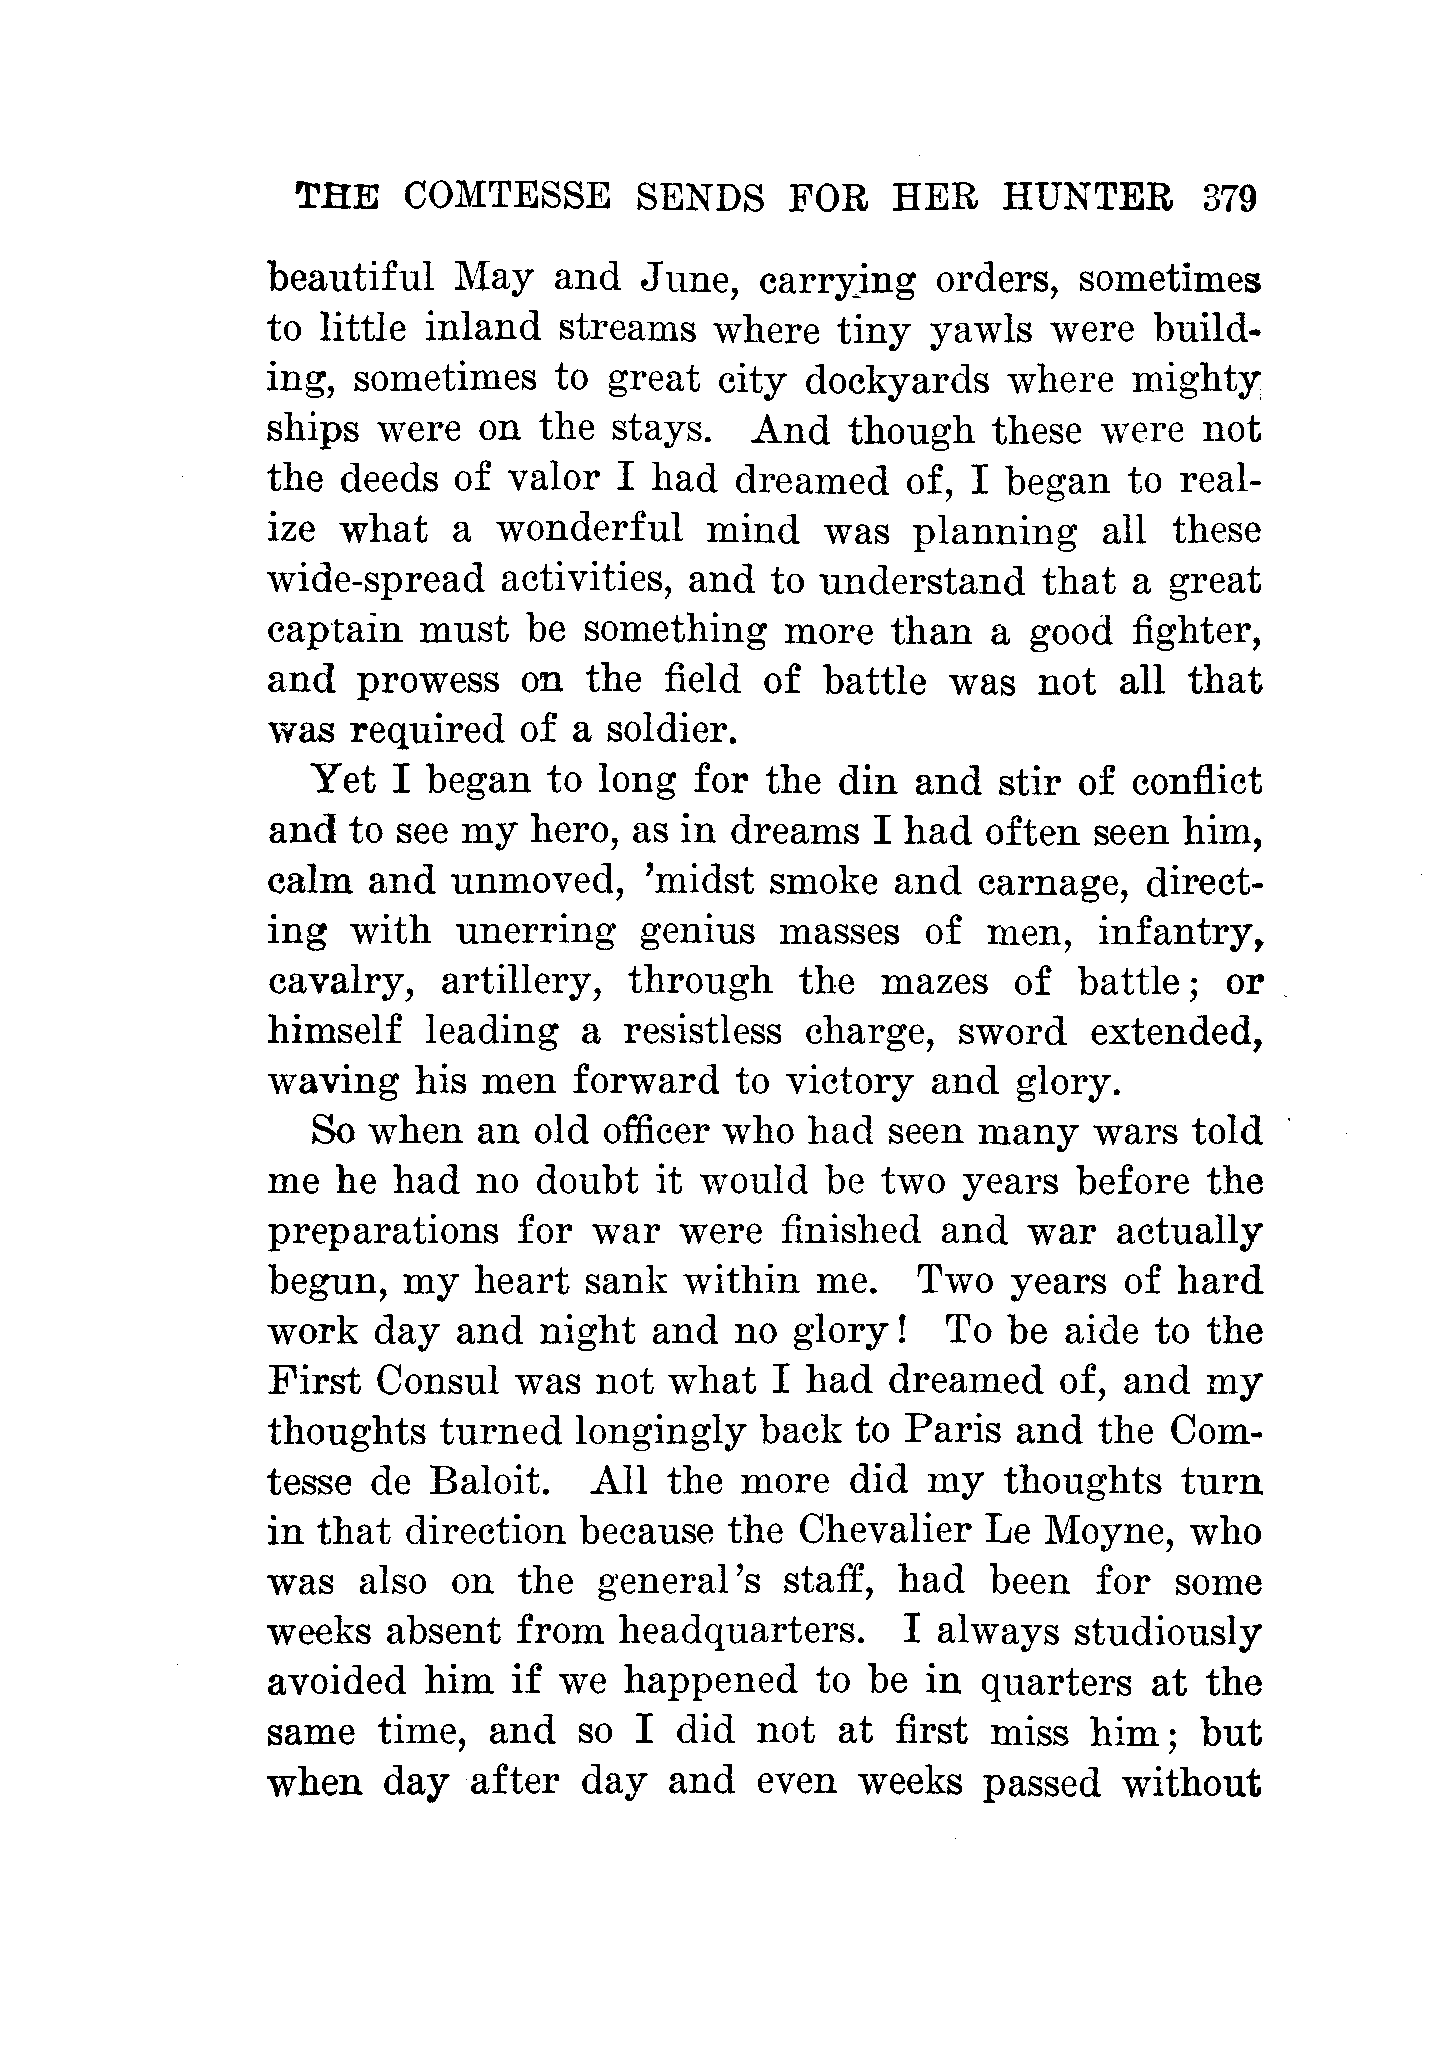 THE COMTESSE SENDS FOR HER HUNTER 379
beautiful May and June, carrying orders, sometimes
to little inland streams where tiny yawls were build-
ing, sometimes to great city dockyards where mighty
ships were on the stays. And though these were not
the deeds of valor I had dreamed of, I began to real-
ize what a wonderful mind was planning all these
wide-spread activities, and to understand that a great
captain must be something more than a good fighter,
and prowess on the field of battle was not all that
was required of a soldier.
Yet I began to long for the din and stir of conflict
and to see my hero, as in dreams I had often seen him,
calm and unmoved, 'midst smoke and carnage, direct-
ing with unerring genius masses of men, infantry,
cavalry, artillery, through the mazes of battle; or
himself leading a resistless charge, sword extended,
waving his men forward to victory and glory.
So when an old officer who had seen many wars told
me he had no doubt it would be two years before the
preparations for war were finished and war actually
begun, my heart sank within me. Two years of hard
work day and night and no glory! To be aide to the
First Consul was not what I had dreamed of, and my
thoughts turned longingly back to Paris and the Com-
tesse de Baloit. All the more did my thoughts turn
in that direction because the Chevalier Le Moyne, who
was also on the general's staff, had been for some
weeks absent from headquarters. I always studiously
avoided him if we happened to be in quarters at the
same time, and so I did not at first miss him; but
when day after day and even weeks passed without